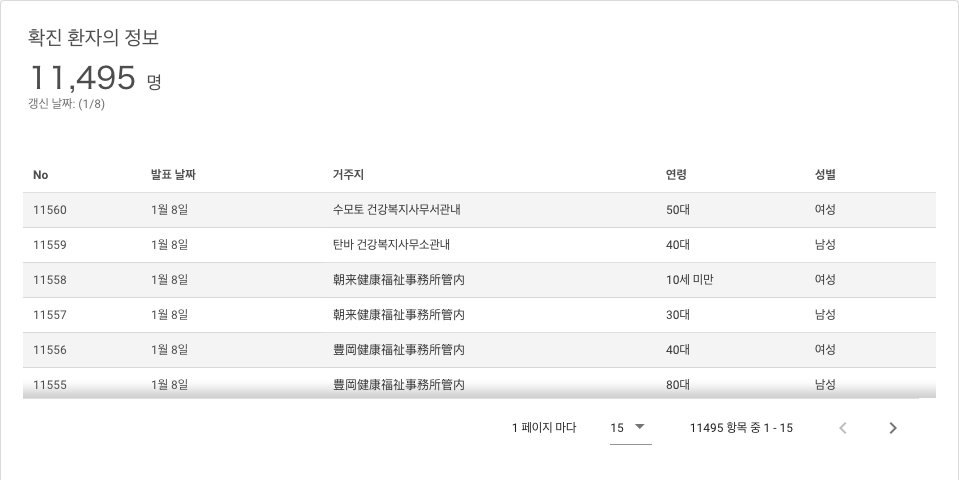 확진 환자의 정보
11,495 명
갱신 날짜: (1/8)
No 발표 날짜 거주지 연령 성별
11560 1월 8일 수모토 건강복지사무서관내 50대 여성
11559 1월 8일 탄바 건강복지사무소관내 40대 남성
11558 1월 8일 朝来健康福祉事務所管内 10세 미만 여성
11557 1월 8일 朝来健康福祉事務所管内 30대 남성
11556 1월 8일 豊岡健康福祉事務所管内 40대 여성
11555 1월 8일 豊岡健康福祉事務所管内 80대 남성
1 페이지 마다 15 11495 항목 중 1 - 15